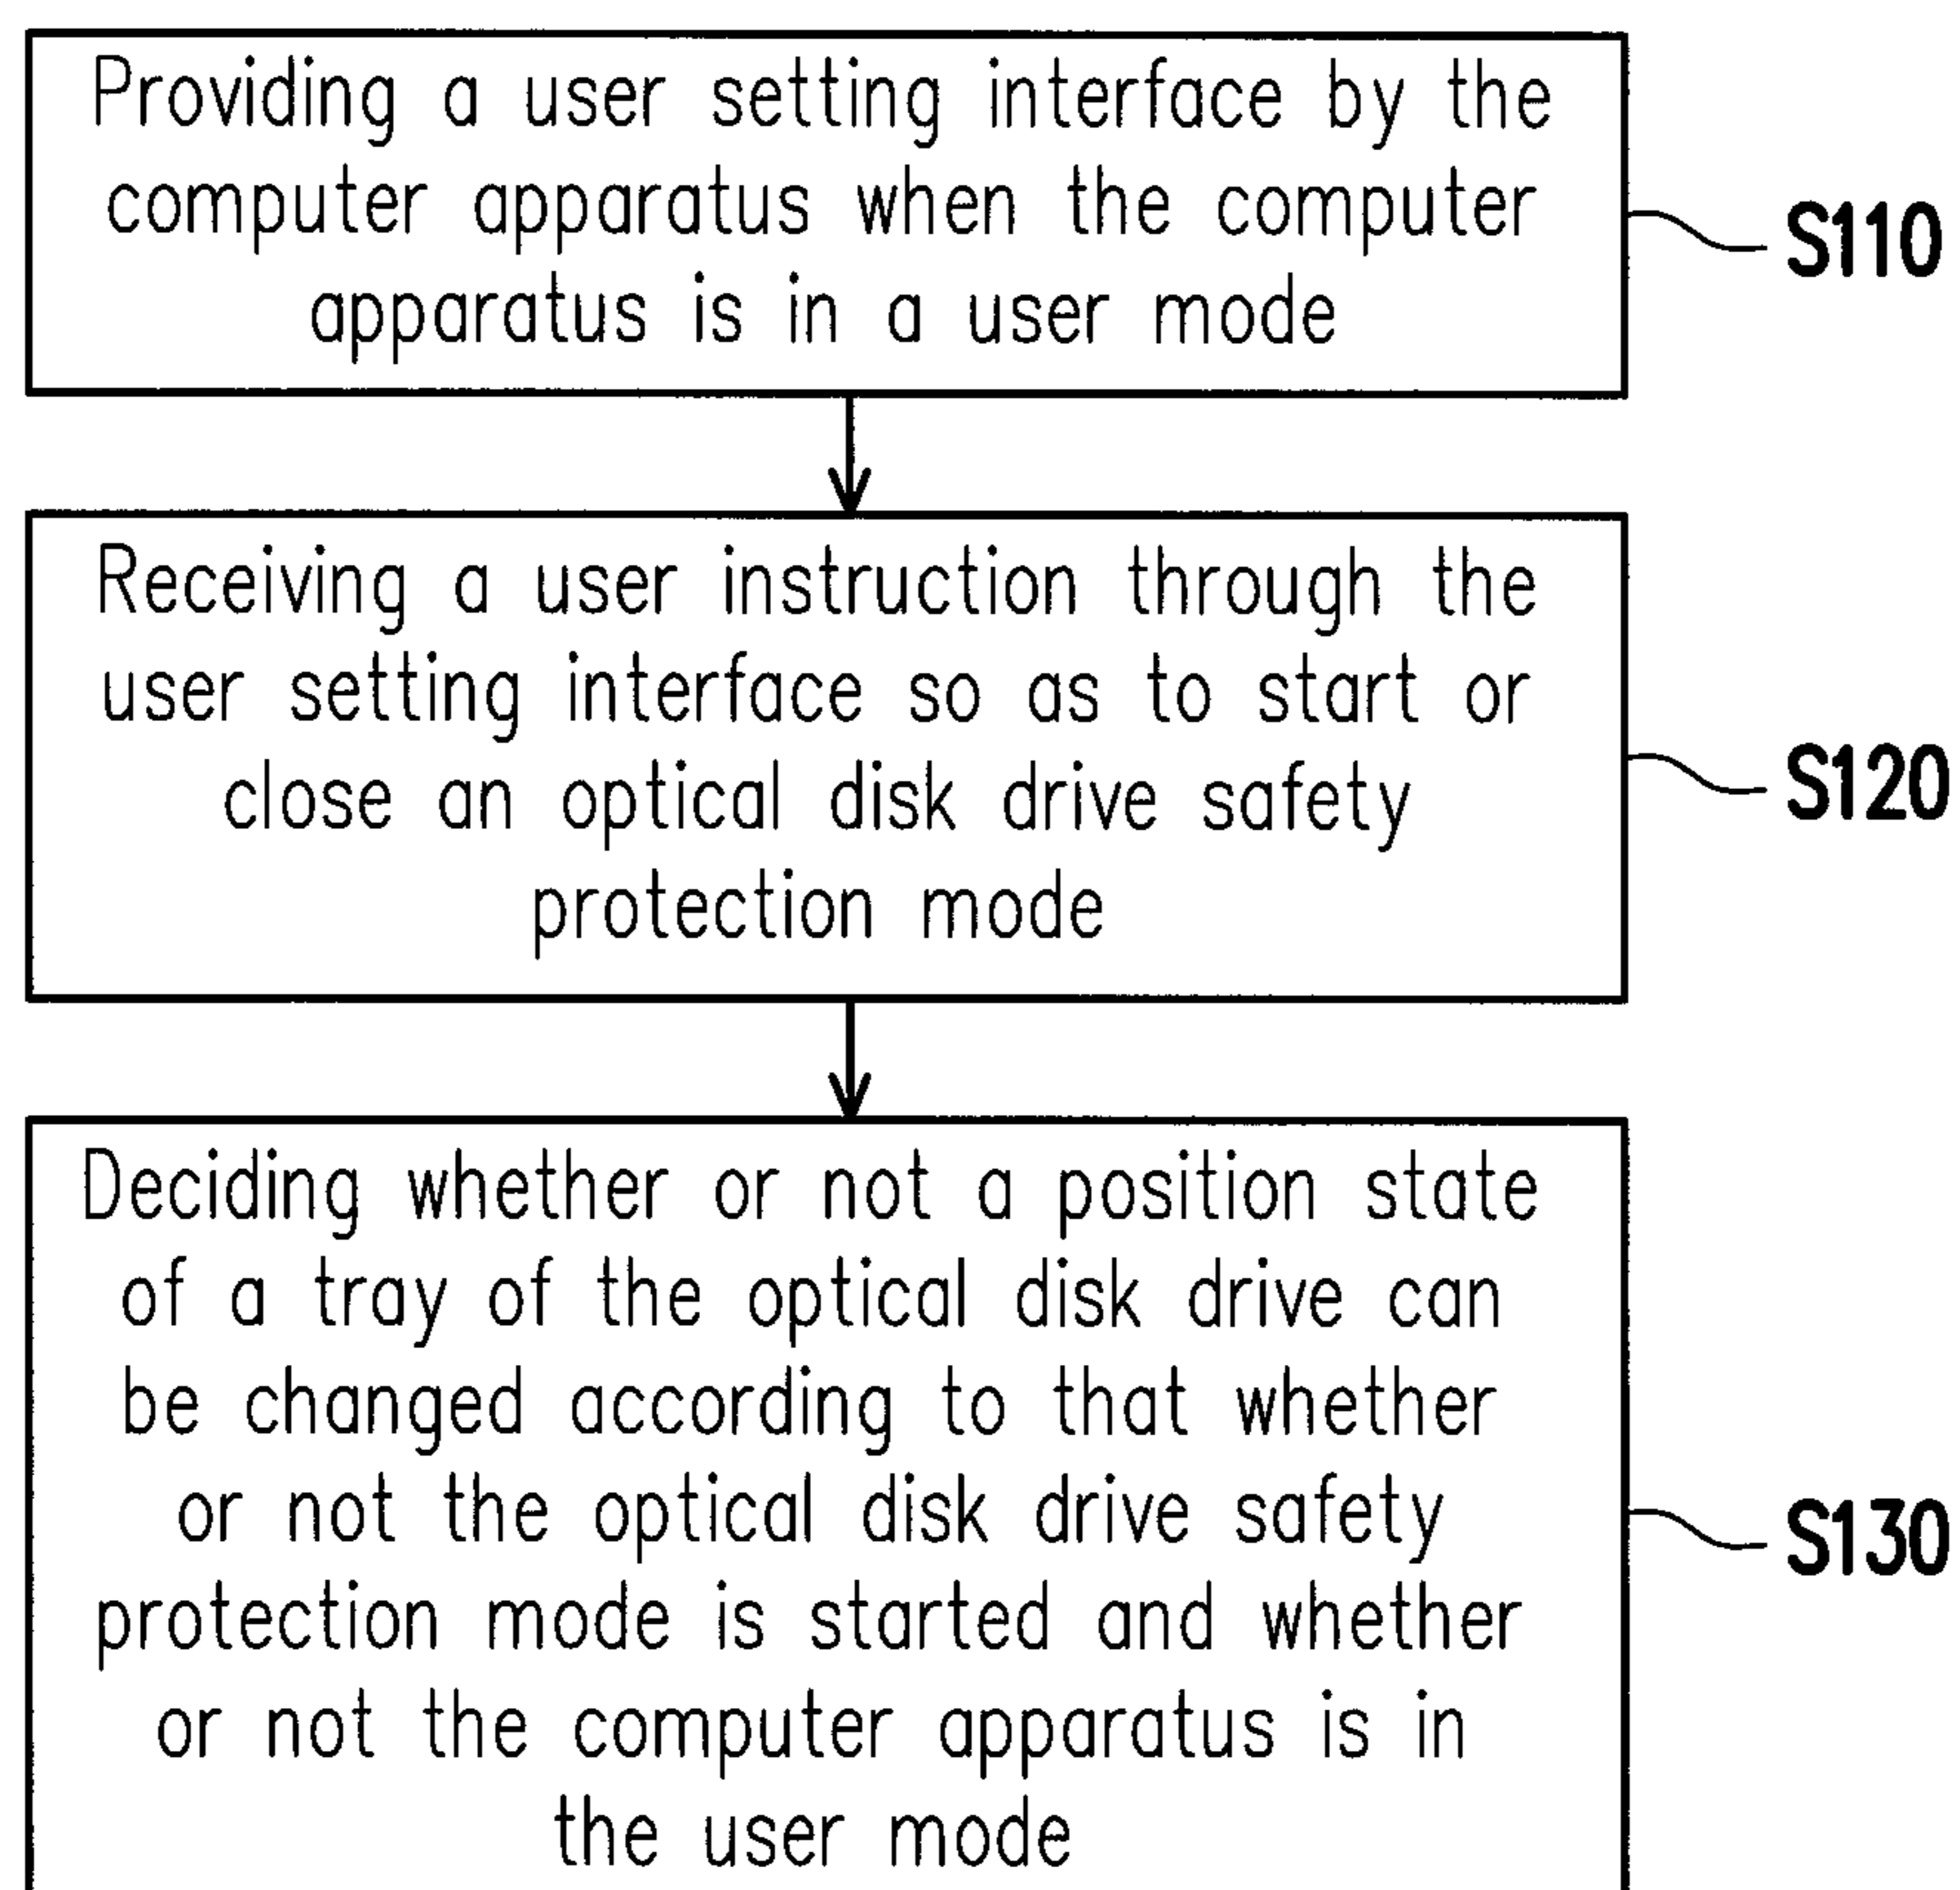 Providing a user setting interface by the
computer apparatus when the computer
apparatus is in a user mode
S110
Receiving a user instruction through the
user setting interface so as to start or
close an optical disk drive safety
protection mode
S120
Deciding whether or not a position state
of a tray of the optical disk drive can
be changed according to that whether
or not the optical disk drive safety
protection mode is started and whether
or not the computer apparatus is in
the user mode
S130